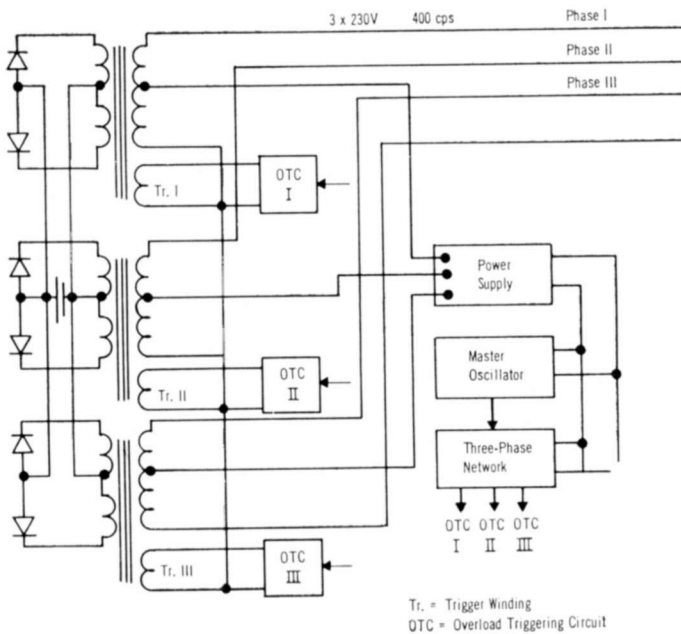 3 x 230V 400 cps Phase I
Phase II
Phase III
OTC
I
Tr. I
Power
Supply
Master
Oscillator
OTC
II
Tr. II
Three-Phase
Network
OTC OTC OTC
I II III
OTC
III
Tr. III
Tr. = Trigger Winding
OTC = Overload Triggering Circuit